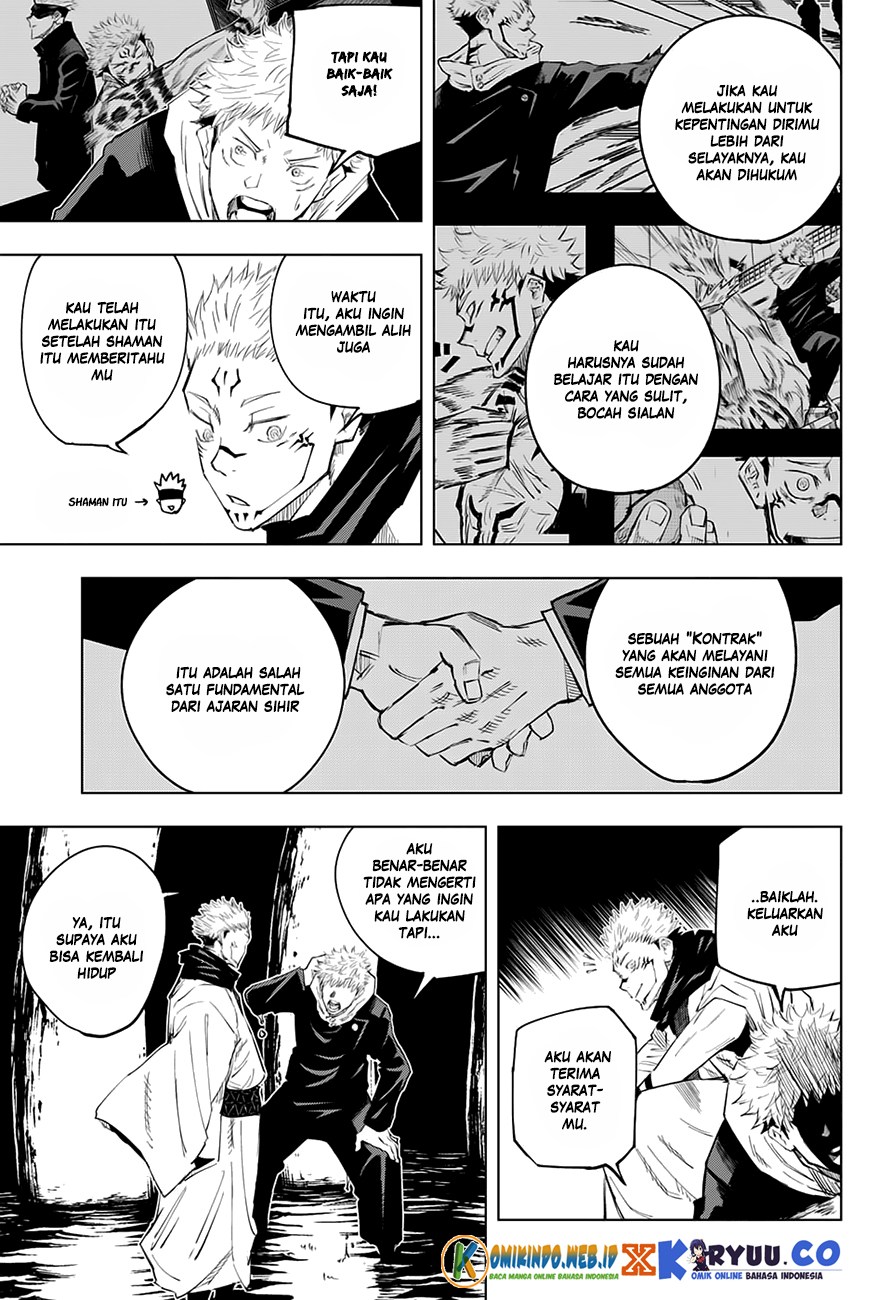 JIKA KAU
MELAKUKAN UNTUK
KEPENTINGAN DIRIMU
LEBIH DARI
SELAYAKNYA, KAU
AKAN DIHUKUM
KAU
HARUSNYA SUDAH
BELAJAR ITU DENGAN
CARA YANG SULIT,
BOCAH SIALAN
TAPI KAU
BAIK-BAIK
SAJA!
WAKTU
ITU, AKU INGIN
MENGAMBIL ALIH
JUGA
KAU TELAH
MELAKUKAN ITU
SETELAH SHAMAN
ITU MEMBERITAHU
MU
SHAMAN ITU →
SEBUAH "KONTRAK"
YANG AKAN MELAYANI
SEMUA KEINGINAN DARI
SEMUA ANGGOTA
ITU ADALAH SALAH
SATU FUNDAMENTAL
DARI AJARAN SIHIR
..BAIKLAH.
KELUARKAN
AKU
AKU AKAN
TERIMA
SYARAT-
SYARAT
MU.
AKU
BENAR-BENAR
TIDAK MENGERTI
APA YANG INGIN
KAU LAKUKAN
TAPI...
YA, ITU
SUPAYA AKU
BISA KEMBALI
HIDUP
KOMIKINDO.WEB.ID
BACA MANGA ONLINE BAHASA INDONESIA
X
KIRYUU.CO
OMIK ONLINE BAHASA INDONESIA